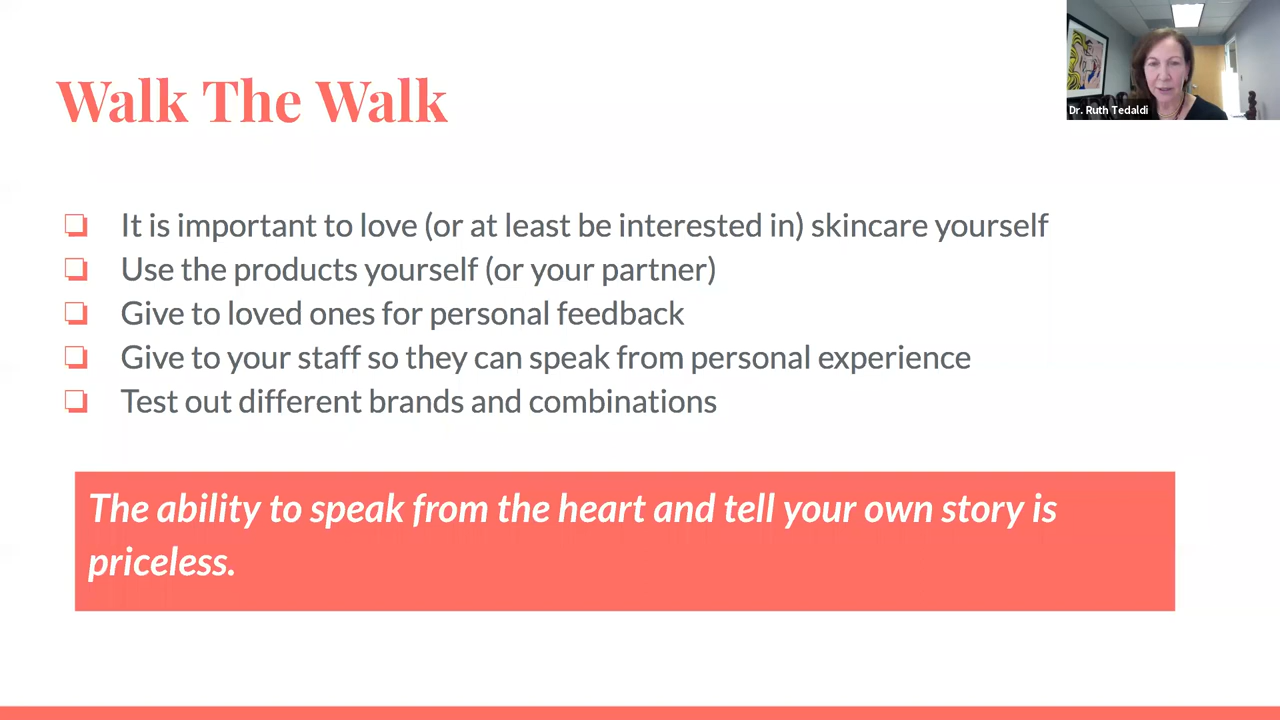 Walk The Walk
Dr. Ruth Tedaldi
It is important to love (or at least be interested in) skincare yourself
Use the products yourself (or your partner)
Give to loved ones for personal feedback
Give to your staff so they can speak from personal experience
Test out different brands and combinations
The ability to speak from the heart and tell your own story is
priceless.